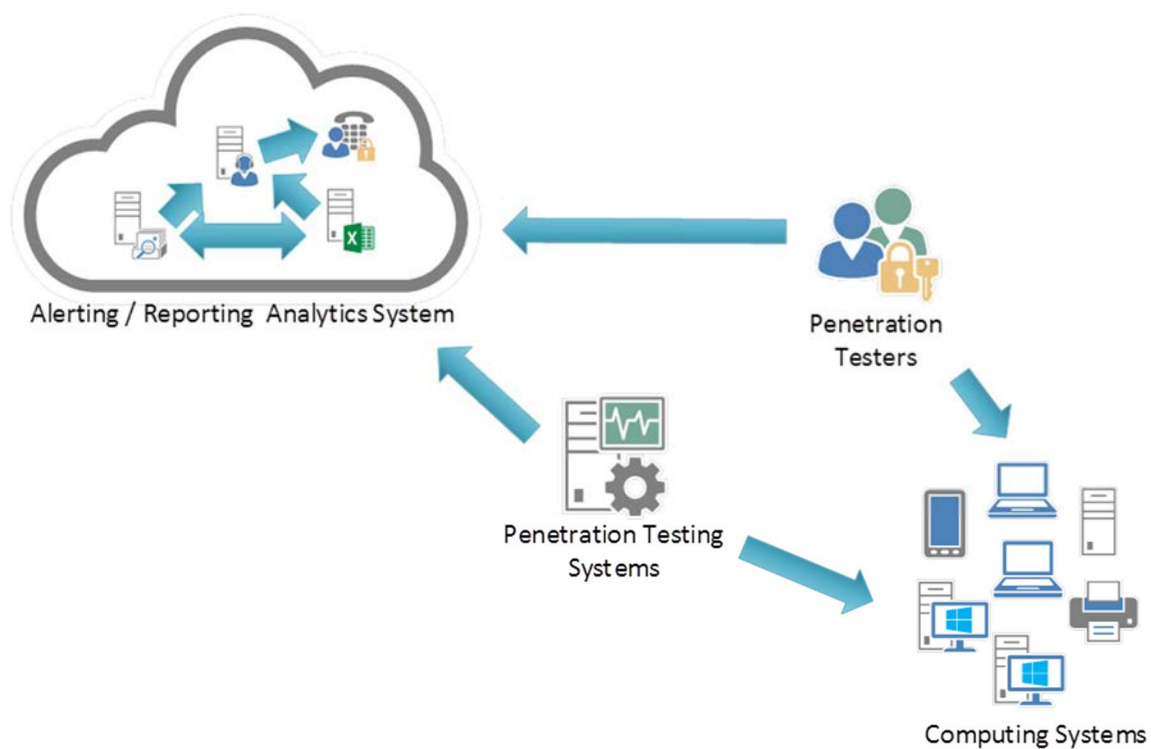 Alerting / Reporting Analytics System
Penetration
Testers
Penetration Testing
Systems
Computing Systems